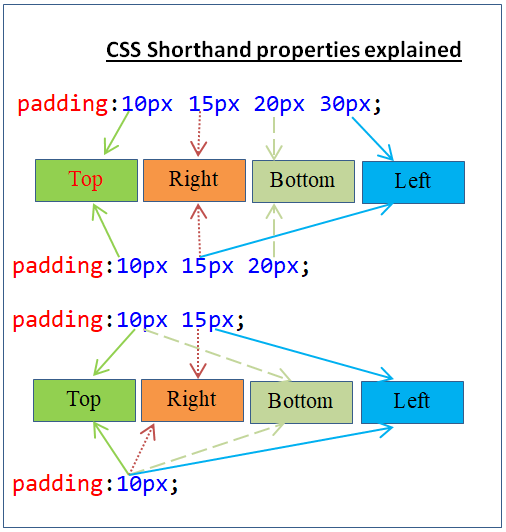 CSS Shorthand properties explained
padding:10px 15px 20px 30px;
Top Right Bottom Left
padding:10px 15px 20px;
padding:10px 15px;
Top Right Bottom Left
padding:10px;